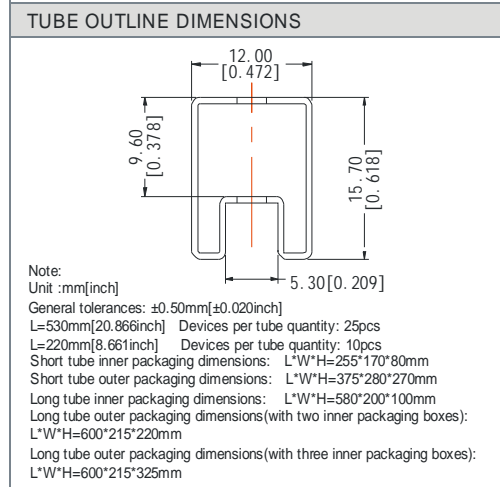 TUBE OUTLINE DIMENSIONS
12.00
[0.472]
9.60
[0.378]
15.70
[0.618]
5.30[0.209]
Note:
Unit :mm[inch]
General tolerances: ±0.50mm[±0.020inch]
L=530mm[20.866inch] Devices per tube quantity: 25pcs
L=220mm[8.661inch] Devices per tube quantity: 10pcs
Short tube inner packaging dimensions: L*W*H=255*170*80mm
Short tube outer packaging dimensions: L*W*H=375*280*270mm
Long tube inner packaging dimensions: L*W*H=580*200*100mm
Long tube outer packaging dimensions(with two inner packaging boxes):
L*W*H=600*215*220mm
Long tube outer packaging dimensions(with three inner packaging boxes):
L*W*H=600*215*325mm